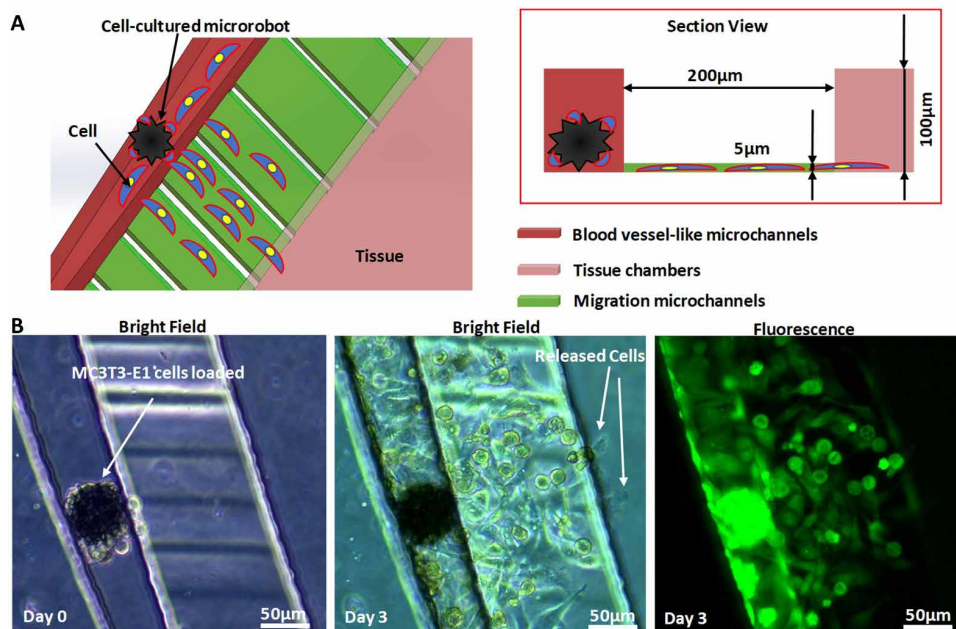 A
Cell-cultured microrobot
Cell
Tissue
Section View
200µm
100µm
5µm
Blood vessel-like microchannels
Tissue chambers
Migration microchannels
B
Bright Field
MC3T3-E1 cells loaded
Day 0
50µm
Bright Field
Released Cells
Day 3
50µm
Fluorescence
Day 3
50µm